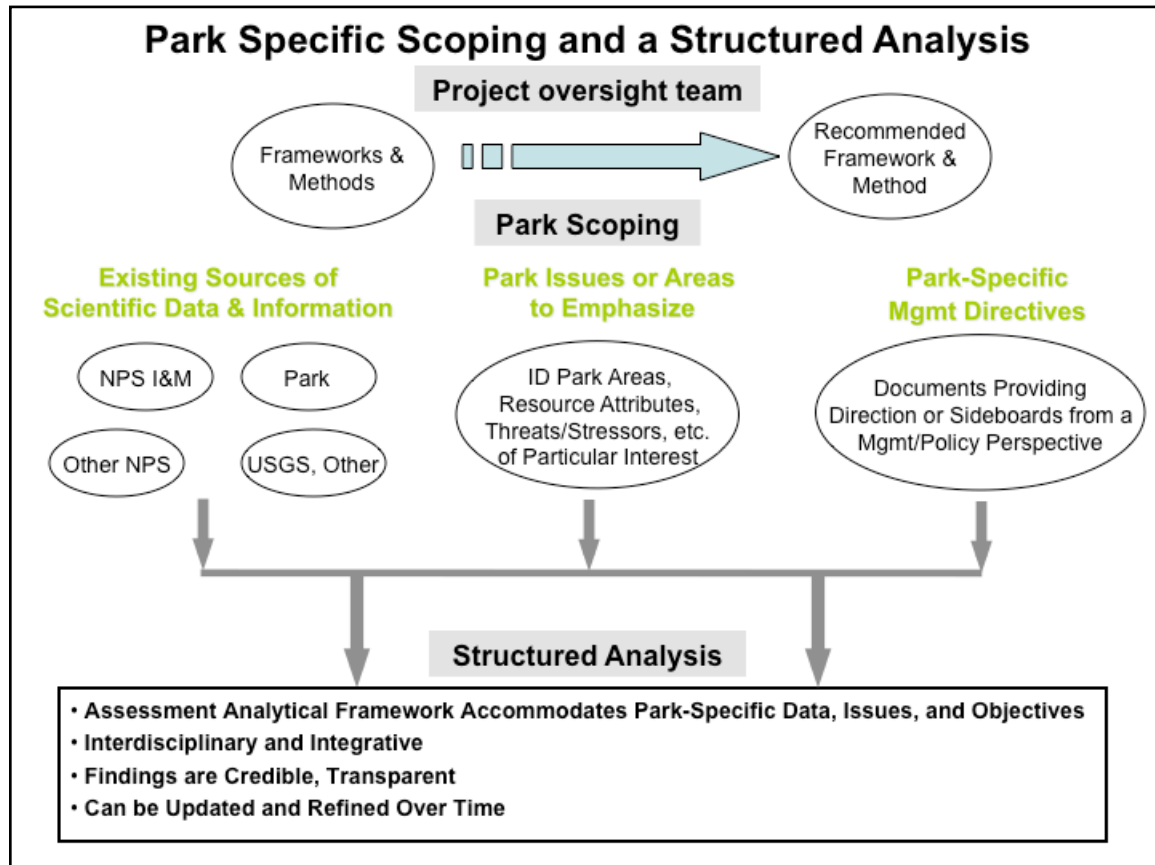 Park Specific Scoping and a Structured Analysis
Project oversight team
Frameworks &
Methods
Recommended
Framework &
Method
Park Scoping
Existing Sources of
Scientific Data & Information
NPS I&M
Park
Other NPS
USGS, Other
Park Issues or Areas
to Emphasize
ID Park Areas,
Resource Attributes,
Threats/Stressors, etc.
of Particular Interest
Park-Specific
Mgmt Directives
Documents Providing
Direction or Sideboards from a
Mgmt/Policy Perspective
Structured Analysis
• Assessment Analytical Framework Accommodates Park-Specific Data, Issues, and Objectives
• Interdisciplinary and Integrative
• Findings are Credible, Transparent
• Can be Updated and Refined Over Time